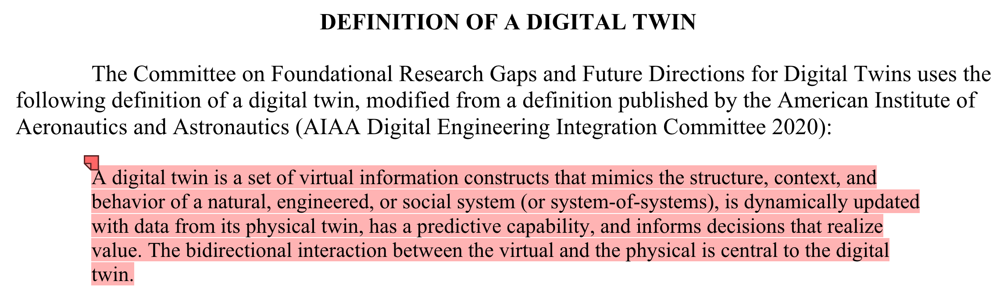 DEFINITION OF A DIGITAL TWIN
The Committee on Foundational Research Gaps and Future Directions for Digital Twins uses the
following definition of a digital twin, modified from a definition published by the American Institute of
Aeronautics and Astronautics (AIAA Digital Engineering Integration Committee 2020):
A digital twin is a set of virtual information constructs that mimics the structure, context, and
behavior of a natural, engineered, or social system (or system-of-systems), is dynamically updated
with data from its physical twin, has a predictive capability, and informs decisions that realize
value. The bidirectional interaction between the virtual and the physical is central to the digital
twin.